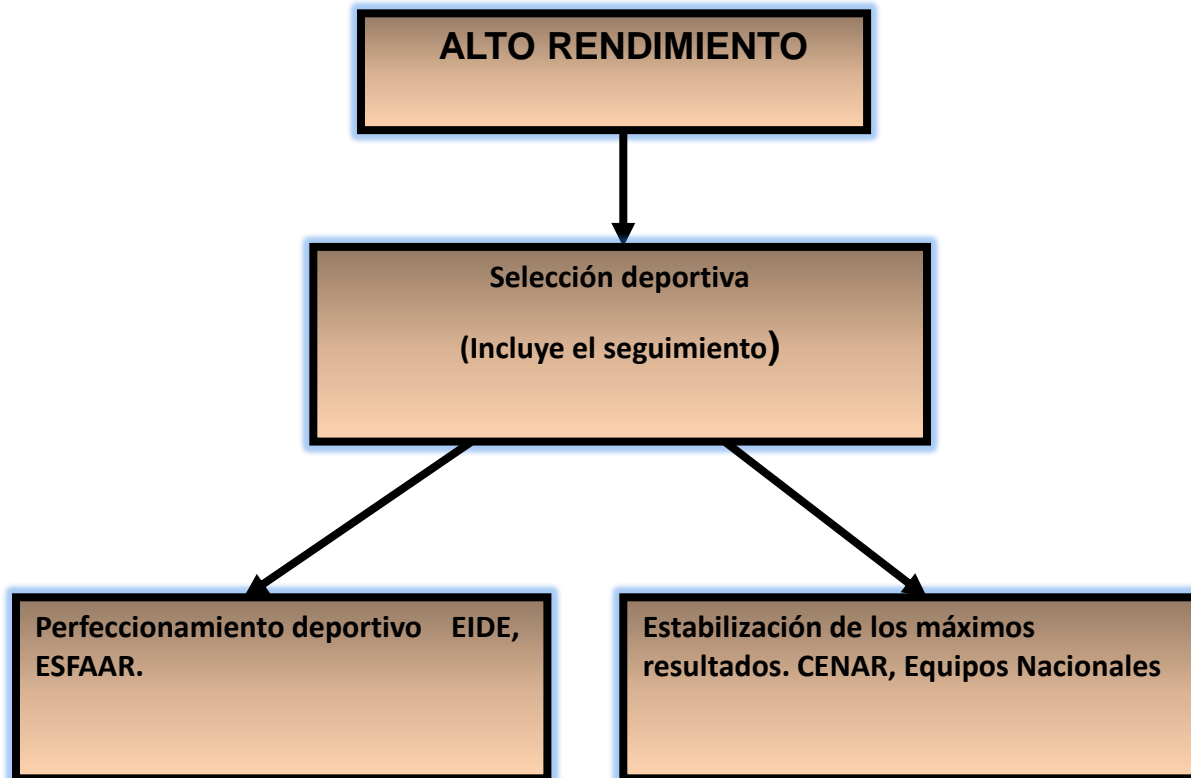 ALTO RENDIMIENTO
Selección deportiva
(Incluye el seguimiento)
Perfeccionamiento deportivo EIDE,
ESFAAR.
Estabilización de los máximos
resultados. CENAR, Equipos Nacionales